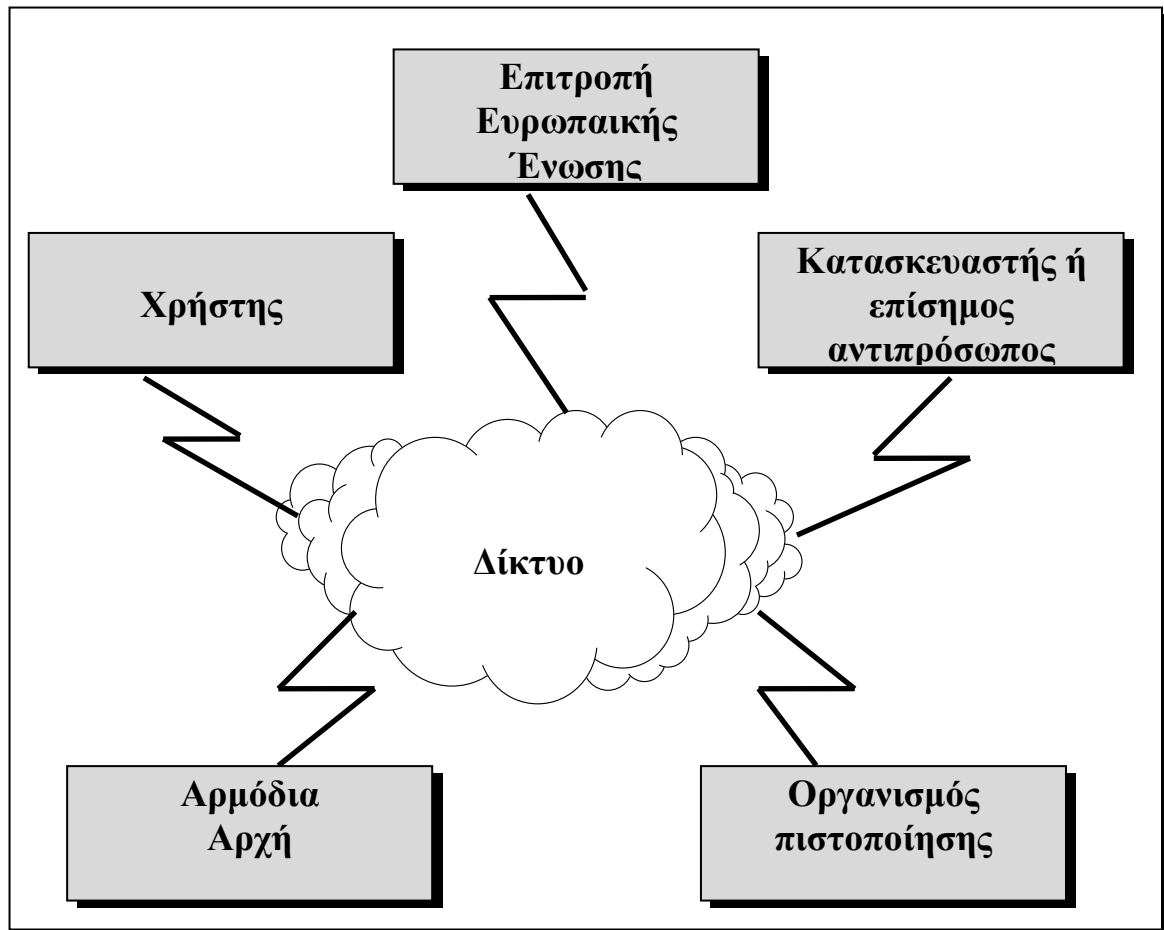 Επιτροπή
Ευρωπαικής
Ένωσης
Χρήστης
Κατασκευαστής ή
επίσημος
αντιπρόσωπος
Δίκτυο
Αρμόδια
Αρχή
Οργανισμός
πιστοποίησης